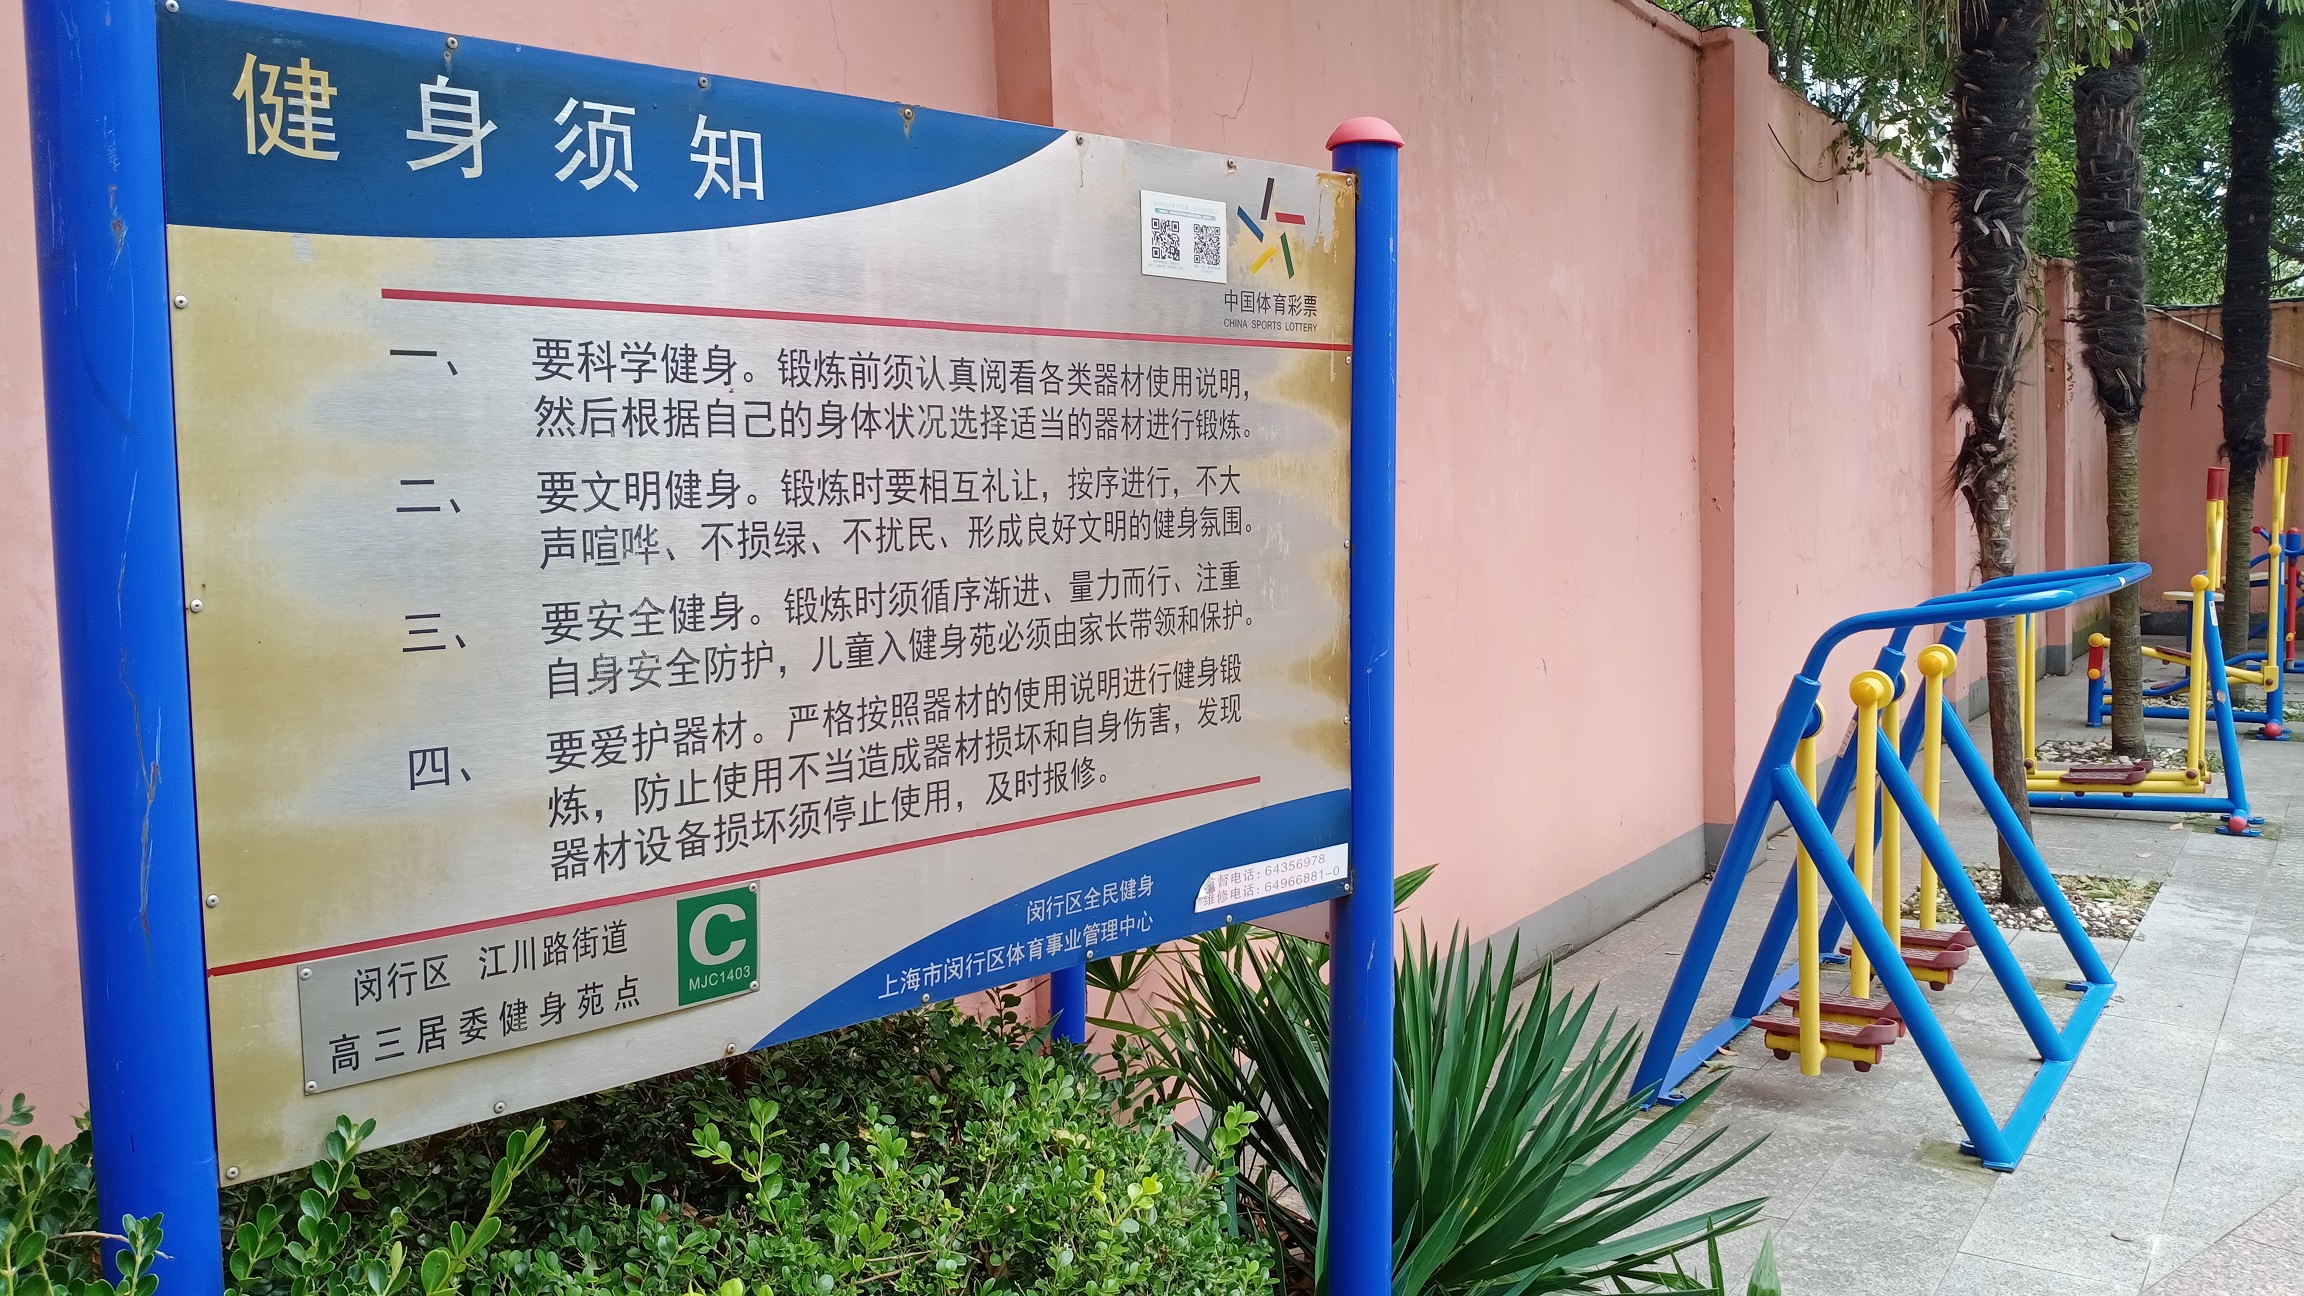 健身须知
中国体育彩票
CHINA SPORTS LOTTERY
一、 要科学健身。锻炼前须认真阅看各类器材使用说明,
然后根据自己的身体状况选择适当的器材进行锻炼。
二、 要文明健身。锻炼时要相互礼让，按序进行，不大
声喧哗、不损绿、不扰民、形成良好文明的健身氛围。
三、 要安全健身。锻炼时须循序渐进、量力而行、注重
自身安全防护，儿童入健身苑必须由家长带领和保护。
四、 要爱护器材。严格按照器材的使用说明进行健身锻
炼，防止使用不当造成器材损坏和自身伤害，发现
器材设备损坏须停止使用，及时报修。
闵行区 江川路街道
高三居委健身苑点
C
MJC1403
闵行区全民健身
上海市闵行区体育事业管理中心
督电话: 64356978
维修电话: 64966881-0